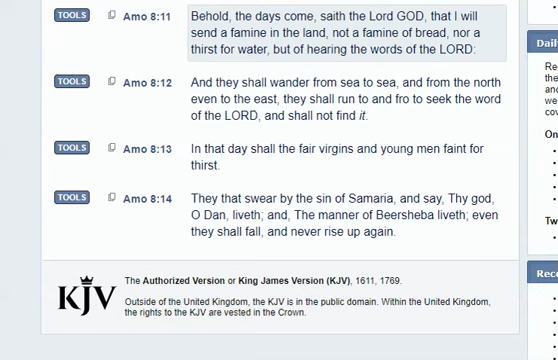 TOOLS Amo 8:11 Behold, the days come, saith the Lord GOD, that I will
send a famine in the land, not a famine of bread, nor a
thirst for water, but of hearing the words of the LORD:
TOOLS Amo 8:12 And they shall wander from sea to sea, and from the north
even to the east, they shall run to and fro to seek the word
of the LORD, and shall not find it.
TOOLS Amo 8:13 In that day shall the fair virgins and young men faint for
thirst.
TOOLS Amo 8:14 They that swear by the sin of Samaria, and say, Thy god,
O Dan, liveth; and, The manner of Beersheba liveth; even
they shall fall, and never rise up again.
KJV
The Authorized Version or King James Version (KJV), 1611, 1769.
Outside of the United Kingdom, the KJV is in the public domain. Within the United Kingdom,
the rights to the KJV are vested in the Crown.
Dail
Re
the
and
we
cov
On
Tw
Rece